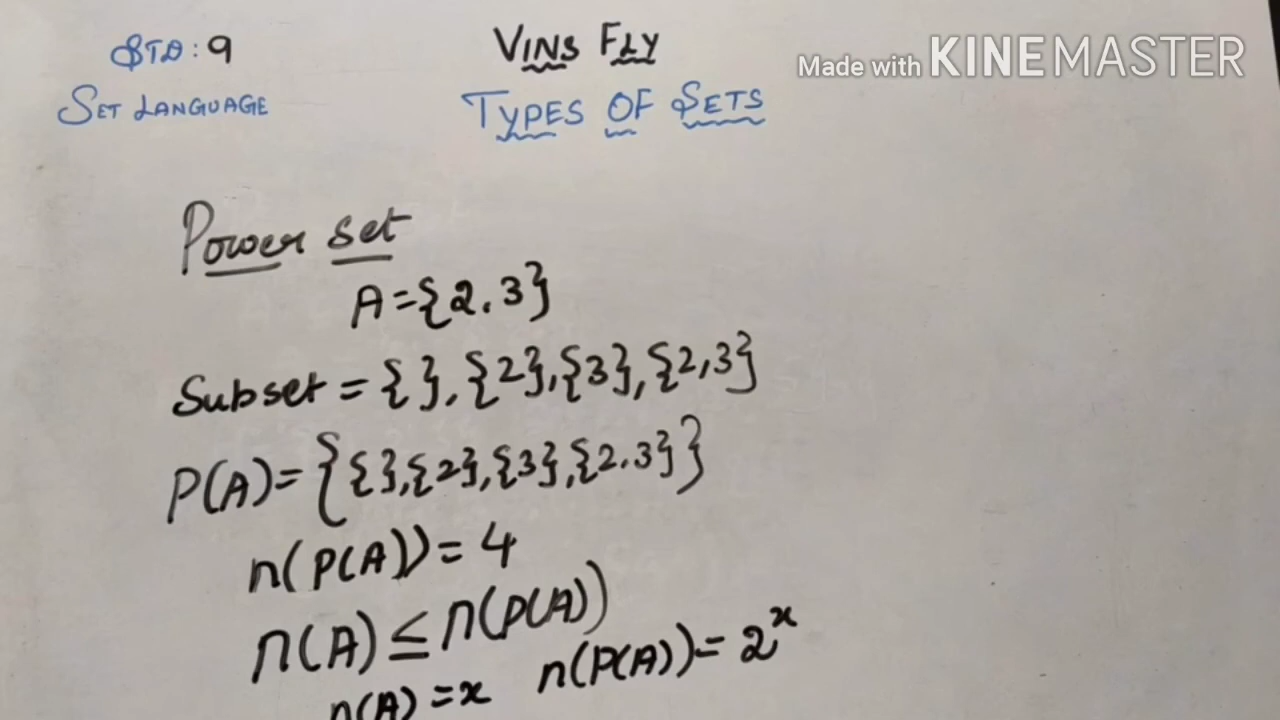 STD: 9
VINS FLY
Made with KINEMASTER
SET LANGUAGE
TYPES OF SETS
Power set
A={2.3}
Subset = { }, {2},{3},{2,3}
P(A)={{ },{2},{3},{2.3}}
n(P(A))=4
n(A)≤n(P(A))
n(A)=x n(P(A))=2ˣ